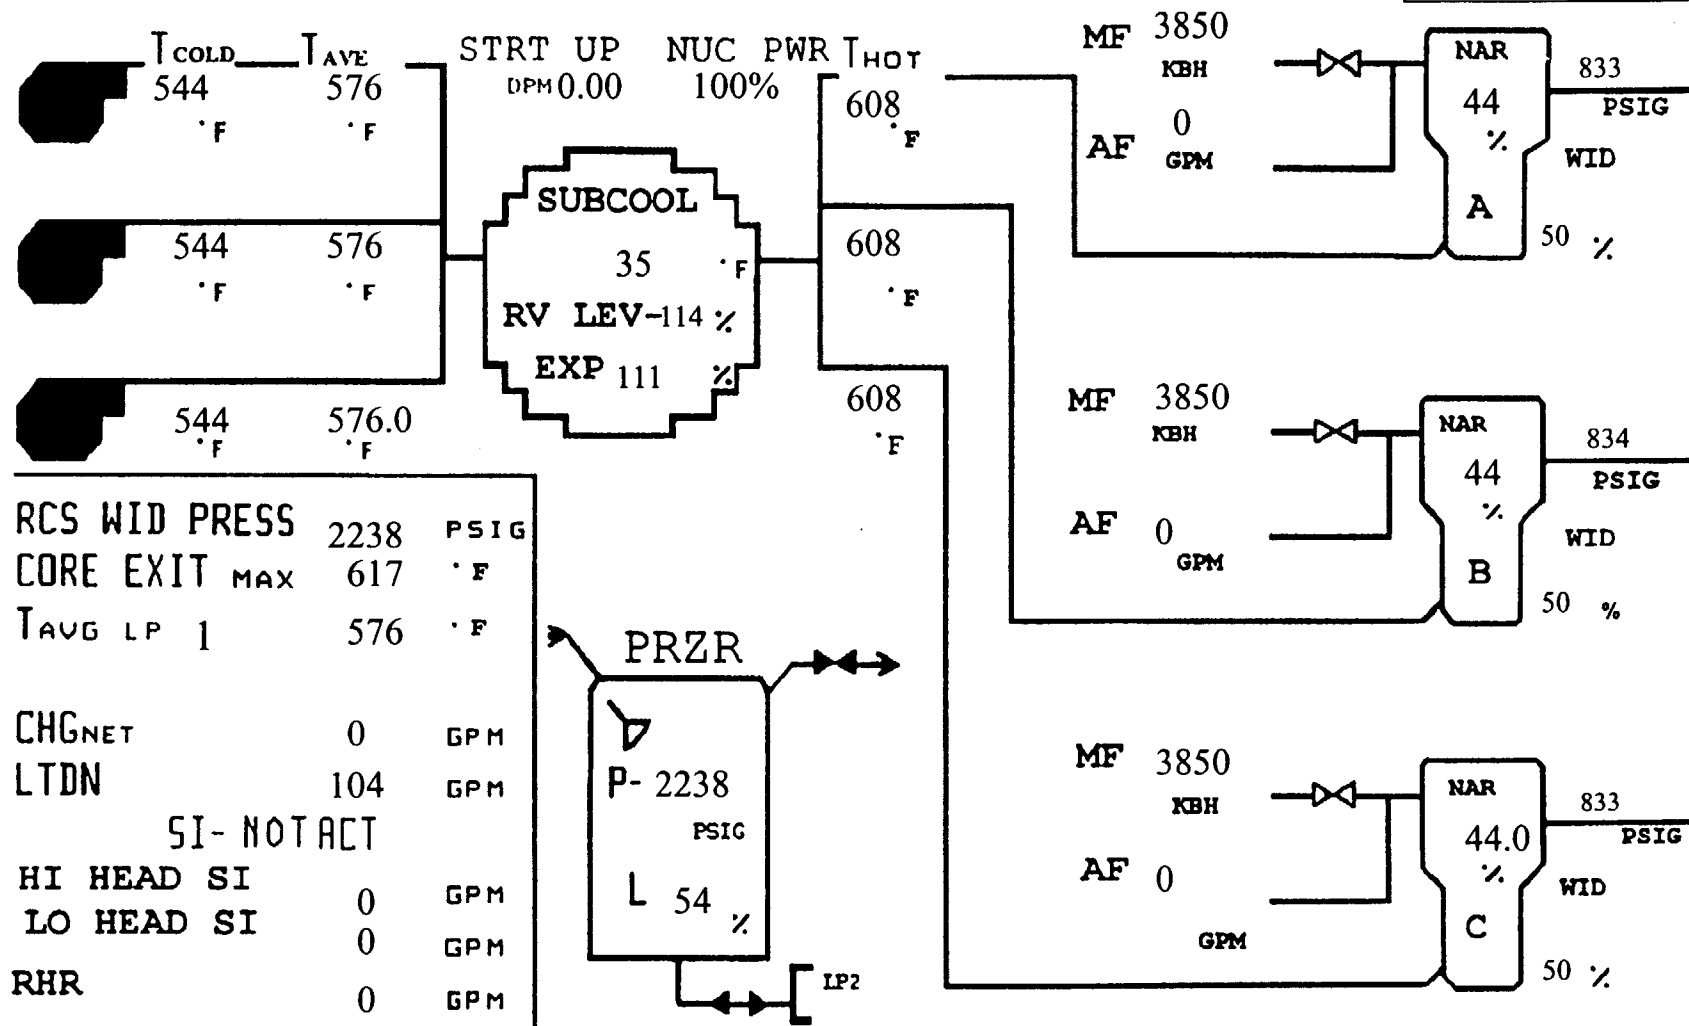 TCOLD TAVE STRT UP NUC PWR THOT
544 576 DPM 0.00 100% 608
°F °F °F
SUBCOOL
544 576 35 °F 608
°F °F °F
RV LEV-114 %
EXP 111 %
544 576.0 608
°F °F °F
MF 3850 KBH
AF 0 GPM
NAR
44
%
A
833
PSIG
WID
50 %
MF 3850
KBH
AF 0
GPM
NAR
44
%
B
834
PSIG
WID
50 %
MF 3850
KBH
AF 0
GPM
NAR
44.0
%
C
833
PSIG
WID
50 %
RCS WID PRESS 2238 PSIG
CORE EXIT MAX 617 °F
TAVG LP 1 576 °F
CHGNET 0 GPM
LTDN 104 GPM
SI- NOT ACT
HI HEAD SI 0 GPM
LO HEAD SI 0 GPM
RHR 0 GPM
PRZR
P- 2238
PSIG
L 54 %
LP2